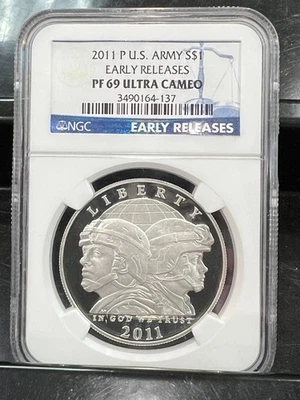 2011 P U.S. ARMY S$1
EARLY RELEASES
PF 69 ULTRA CAMEO
3490164-137
NGC EARLY RELEASES
LIBERTY
IN GOD WE TRUST
2011